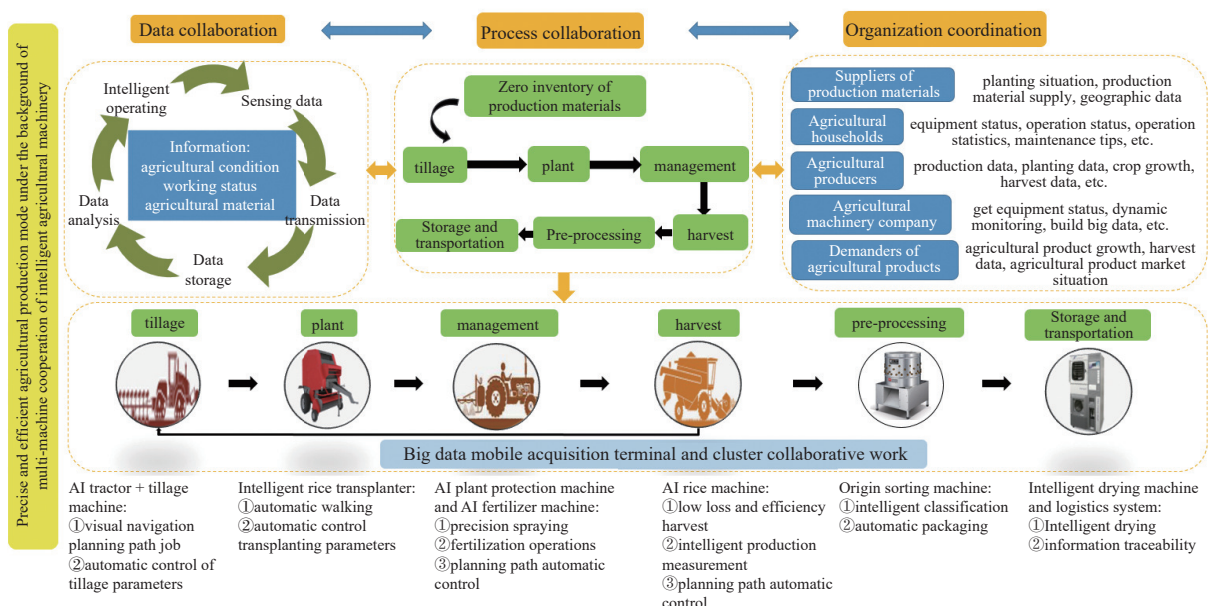 Precise and efficient agricultural production mode under the background of
multi-machine cooperation of intelligent agricultural machinery
Data collaboration
Process collaboration
Organization coordination
Intelligent
operating
Sensing data
Information:
agricultural condition
working status
agricultural material
Data
analysis
Data
transmission
Data
storage
Zero inventory of
production materials
tillage
plant
management
Storage and
transportation
Pre-processing
harvest
Suppliers of
production materials
planting situation, production
material supply, geographic data
Agricultural
households
equipment status, operation status, operation
statistics, maintenance tips, etc.
Agricultural
producers
production data, planting data, crop growth,
harvest data, etc.
Agricultural
machinery company
get equipment status, dynamic
monitoring, build big data, etc.
Demanders of
agricultural products
agricultural product growth, harvest
data, agricultural product market
situation
tillage
plant
management
harvest
pre-processing
Storage and
transportation
Big data mobile acquisition terminal and cluster collaborative work
AI tractor + tillage
machine:
①visual navigation
planning path job
②automatic control of
tillage parameters
Intelligent rice transplanter:
①automatic walking
②automatic control
transplanting parameters
AI plant protection machine
and AI fertilizer machine:
①precision spraying
②fertilization operations
③planning path automatic
control
AI rice machine:
①low loss and efficiency
harvest
②intelligent production
measurement
③planning path automatic
control
Origin sorting machine:
①intelligent classification
②automatic packaging
Intelligent drying machine
and logistics system:
①Intelligent drying
②information traceability